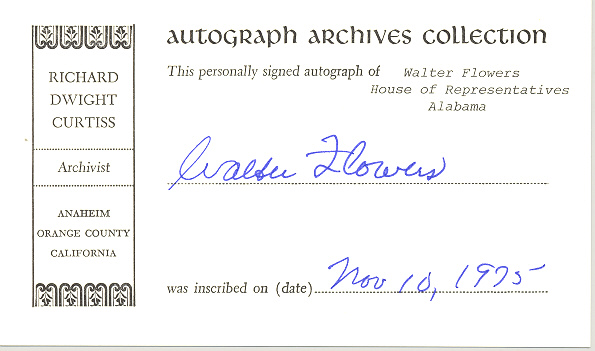 RICHARD
DWIGHT
CURTISS
Archivist
ANAHEIM
ORANGE COUNTY
CALIFORNIA
AUTOGRAPH ARCHIVES COLLECTION
This personally signed autograph of Walter Flowers
House of Representatives
Alabama
Walter Flowers
was inscribed on (date) Nov 10, 1975